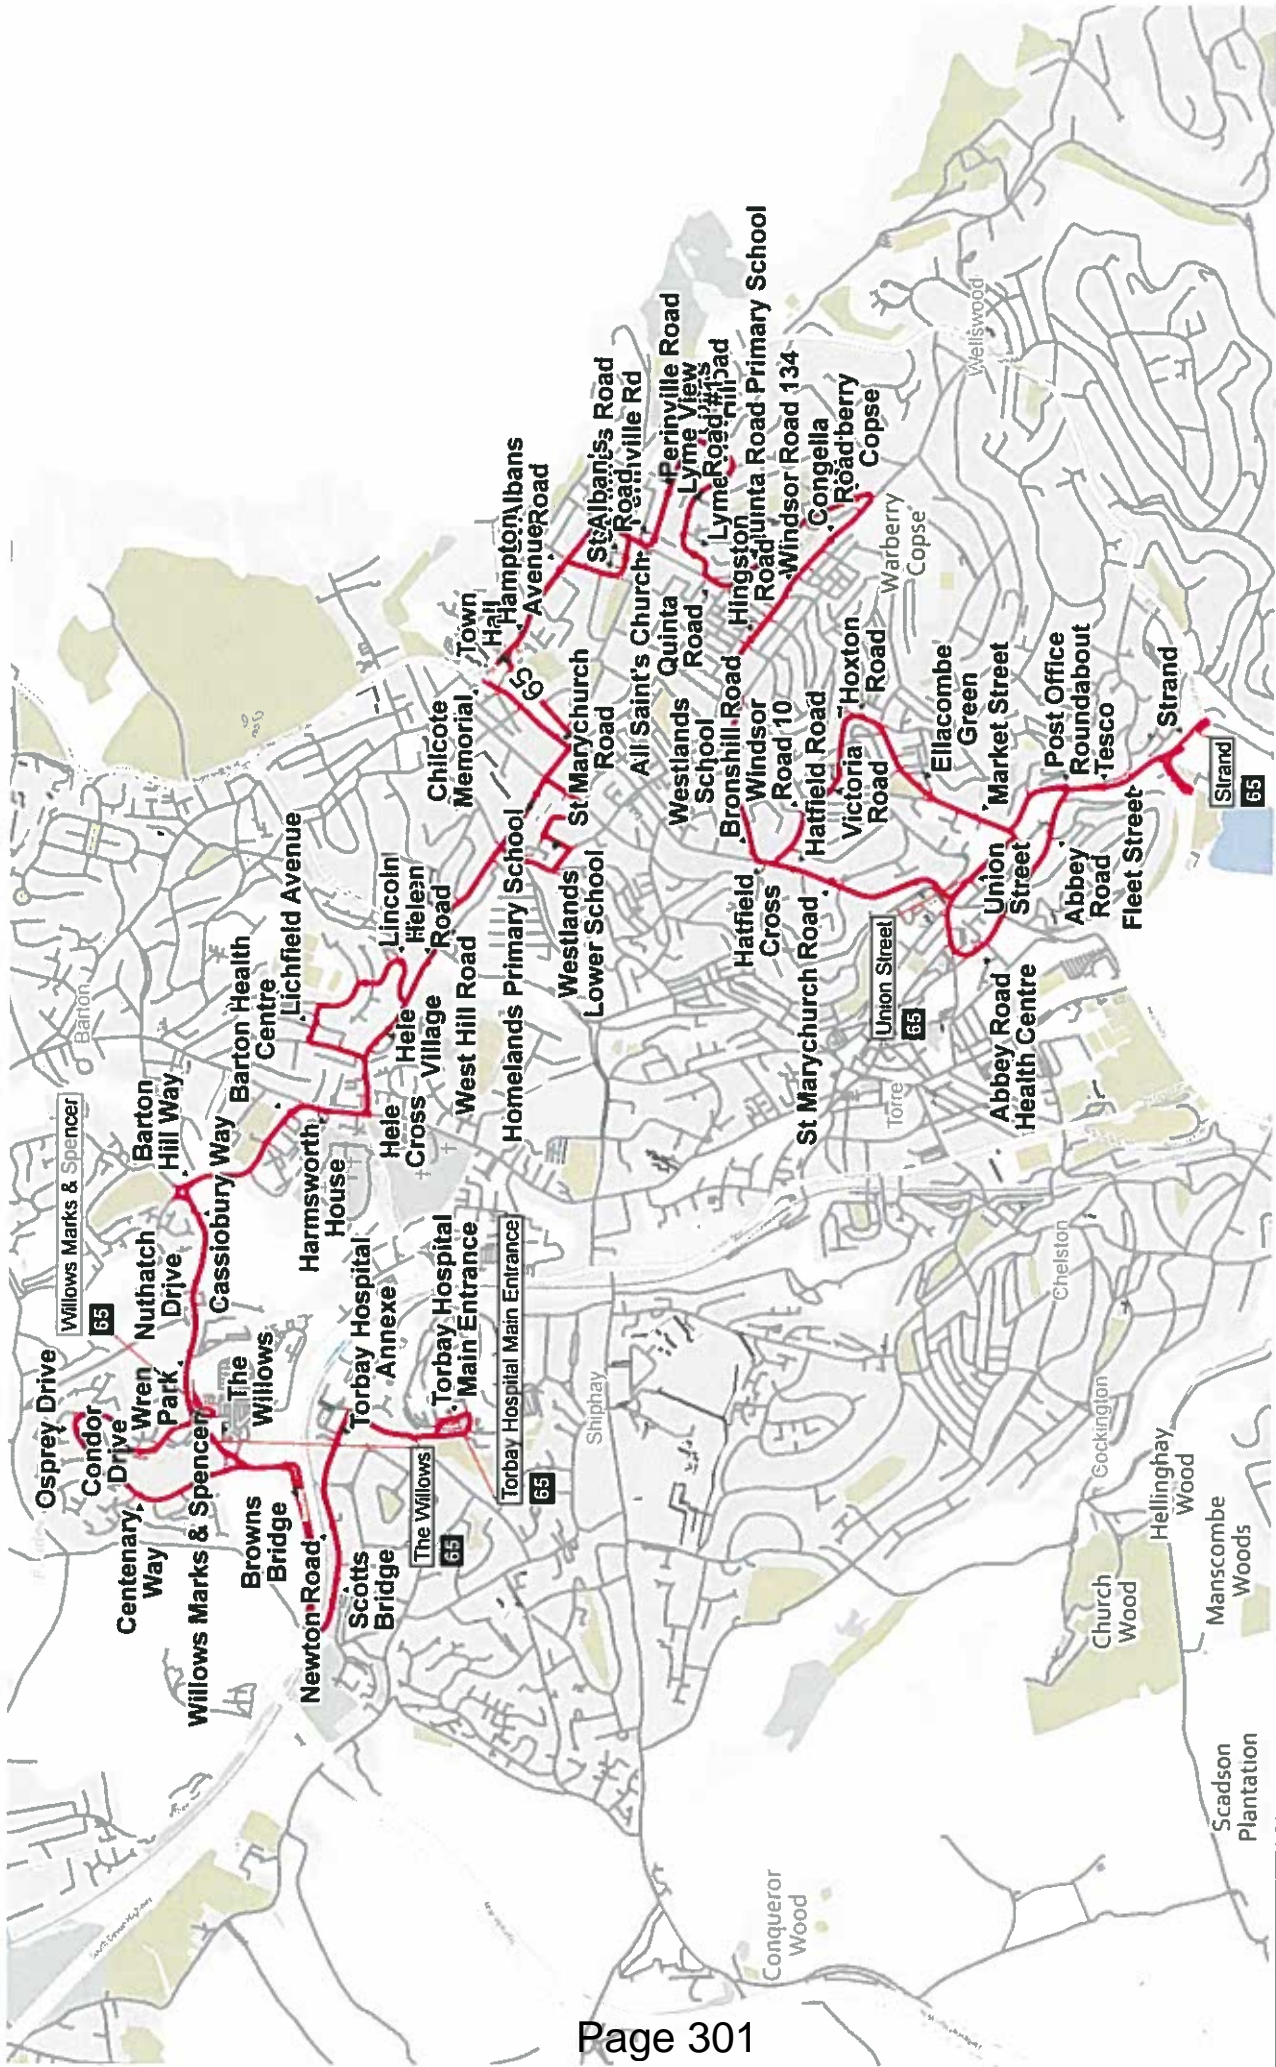 Osprey Drive
Condor
Drive
Centenary
Way
Wren
Park
Willows Marks & Spencer
65
Nuthatch
Drive
Barton
Hill Way
Cassiobury Way
Willows Marks & Spencer
The
Willows
Browns
Bridge
Newton Road
Scotts
Bridge
The Willows
65
Torbay Hospital
Annexe
Torbay Hospital
Main Entrance
Torbay Hospital Main Entrance
65
Harmsworth
House
Barton
Barton Health
Centre
Lichfield Avenue
Hele
Cross
Hele
Village
Lincoln
Road
West Hill Road
Homelands Primary School
Westlands
Lower School
Chilcote
Memorial
St Marychurch
Road
65
Town
Hall
Hampton
Avenue
Road
Road
All Saint's Church
Perinville Road
Lyme View
Quinta
Road
Hingston
Road
Quinta Road Primary School
Windsor Road 134
Congella
Road
Copse
Warberry
Copse
Wellswood
Westlands
School
Bronshill Road
Windsor
Road 10
Hatfield
Cross
Hatfield Road
Victoria
Road
Hoxton
Road
St Marychurch Road
Ellacombe
Green
Market Street
Union Street
65
Union
Street
Abbey Road
Health Centre
Abbey
Road
Post Office
Roundabout
Tesco
Fleet Street
Strand
Strand
65
Torre
Chelston
Shiphay
Cockington
Hellinghay
Wood
Church
Wood
Manscombe
Woods
Scadson
Plantation
Conqueror
Wood
Page 301